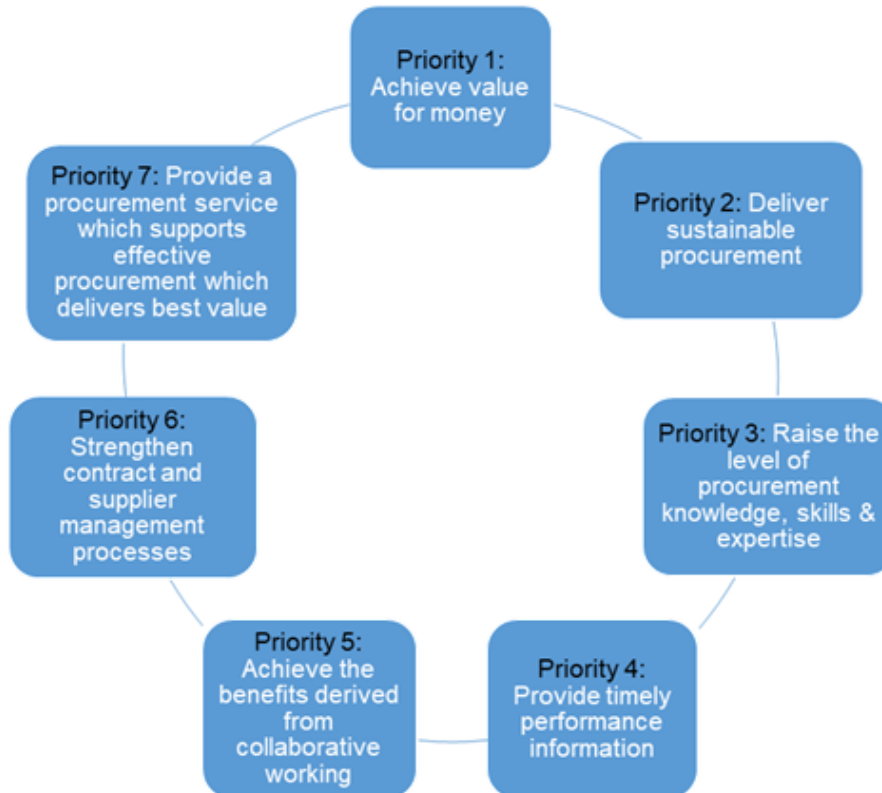 Priority 1:
Achieve value
for money
Priority 2: Deliver
sustainable
procurement
Priority 3: Raise the
level of
procurement
knowledge, skills &
expertise
Priority 4:
Provide timely
performance
information
Priority 5:
Achieve the
benefits derived
from
collaborative
working
Priority 6:
Strengthen
contract and
supplier
management
processes
Priority 7: Provide a
procurement service
which supports
effective
procurement which
delivers best value